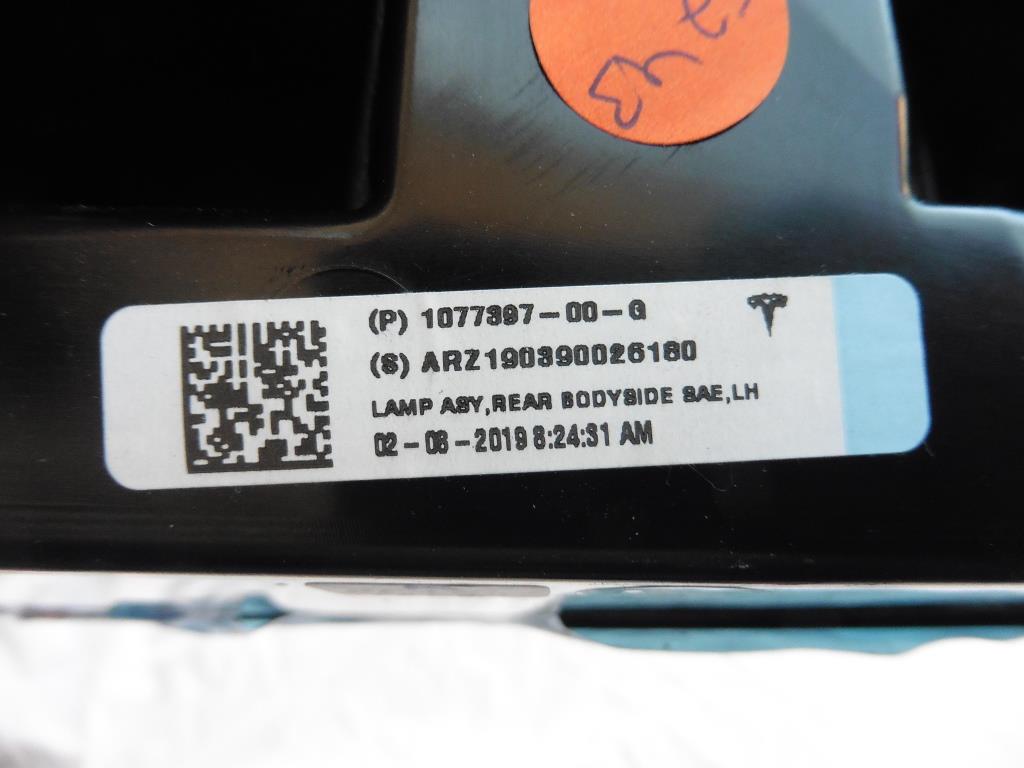 (P) 1077397-00-G
(S) ARZ190390026180
LAMP ASY,REAR BODYSIDE SAE,LH
02-08-2019 8:24:31 AM